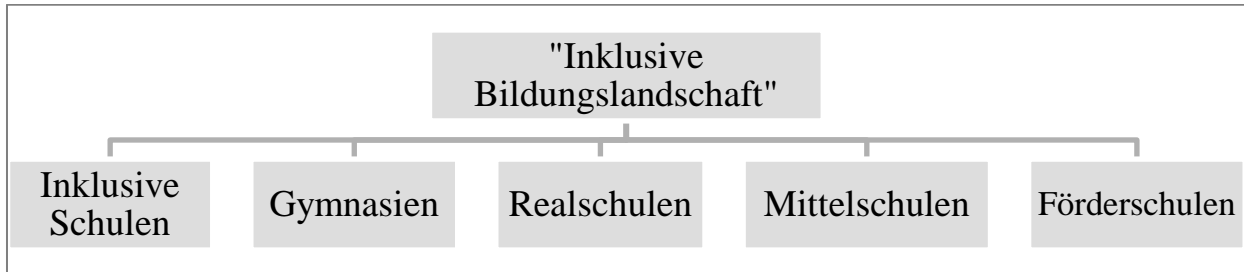 "Inklusive
Bildungslandschaft"
Inklusive
Schulen
Gymnasien
Realschulen
Mittelschulen
Förderschulen